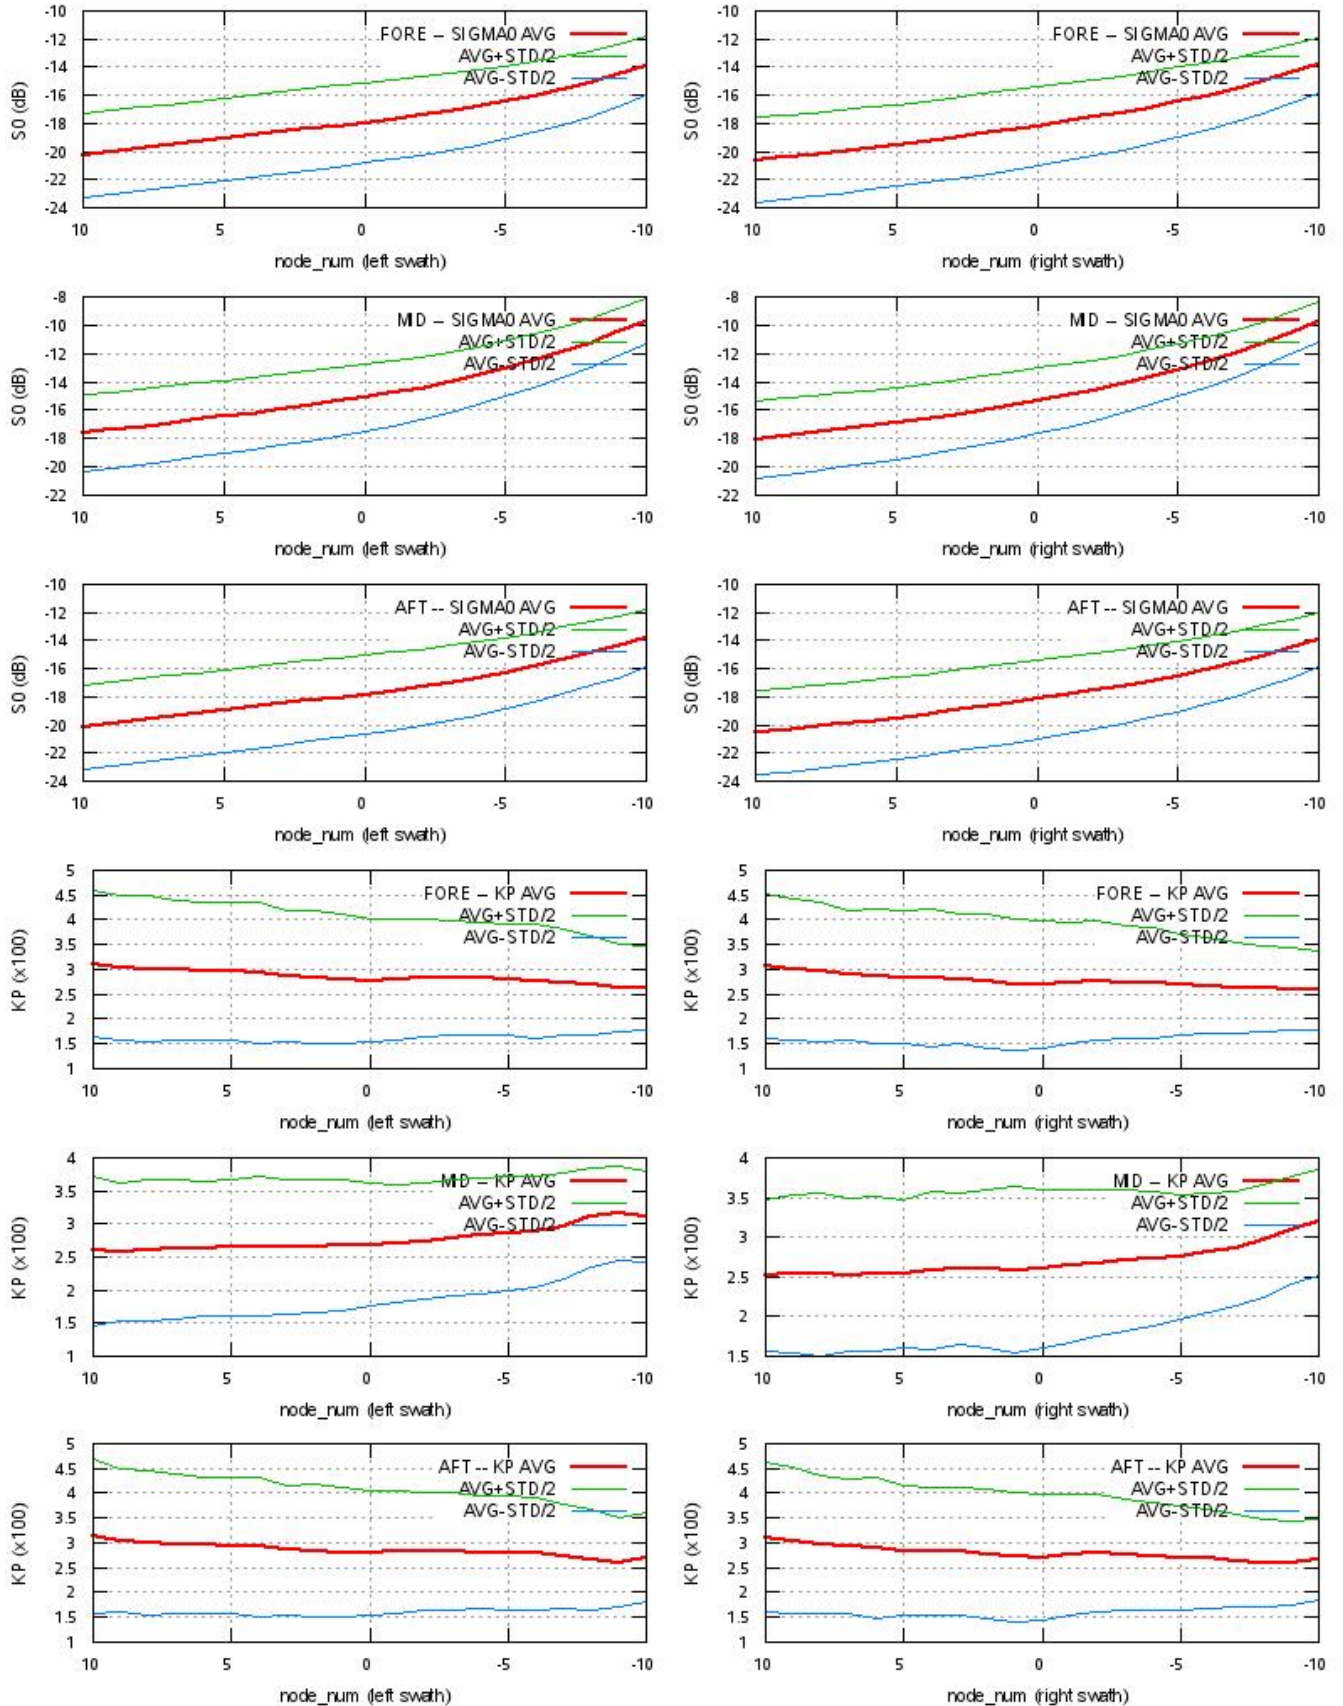 -10
-12
-14
-16
-18
-20
-22
-24
S0 (dB)
FORE – SIGMA0 AVG
AVG+STD/2
AVG-STD/2
10 5 0 -5 -10
node_num (left swath)
-10
-12
-14
-16
-18
-20
-22
-24
S0 (dB)
FORE – SIGMA0 AVG
AVG+STD/2
AVG-STD/2
10 5 0 -5 -10
node_num (right swath)
-8
-10
-12
-14
-16
-18
-20
-22
S0 (dB)
MID – SIGMA0 AVG
AVG+STD/2
AVG-STD/2
10 5 0 -5 -10
node_num (left swath)
-8
-10
-12
-14
-16
-18
-20
-22
S0 (dB)
MID – SIGMA0 AVG
AVG+STD/2
AVG-STD/2
10 5 0 -5 -10
node_num (right swath)
-10
-12
-14
-16
-18
-20
-22
-24
S0 (dB)
AFT -- SIGMA0 AVG
AVG+STD/2
AVG-STD/2
10 5 0 -5 -10
node_num (left swath)
-10
-12
-14
-16
-18
-20
-22
-24
S0 (dB)
AFT -- SIGMA0 AVG
AVG+STD/2
AVG-STD/2
10 5 0 -5 -10
node_num (right swath)
5
4.5
4
3.5
3
2.5
2
1.5
1
KP (x100)
FORE – KP AVG
AVG+STD/2
AVG-STD/2
10 5 0 -5 -10
node_num (left swath)
5
4.5
4
3.5
3
2.5
2
1.5
1
KP (x100)
FORE – KP AVG
AVG+STD/2
AVG-STD/2
10 5 0 -5 -10
node_num (right swath)
4
3.5
3
2.5
2
1.5
1
KP (x100)
MID – KP AVG
AVG+STD/2
AVG-STD/2
10 5 0 -5 -10
node_num (left swath)
4
3.5
3
2.5
2
1.5
KP (x100)
MID – KP AVG
AVG+STD/2
AVG-STD/2
10 5 0 -5 -10
node_num (right swath)
5
4.5
4
3.5
3
2.5
2
1.5
1
KP (x100)
AFT -- KP AVG
AVG+STD/2
AVG-STD/2
10 5 0 -5 -10
node_num (left swath)
5
4.5
4
3.5
3
2.5
2
1.5
1
KP (x100)
AFT -- KP AVG
AVG+STD/2
AVG-STD/2
10 5 0 -5 -10
node_num (right swath)